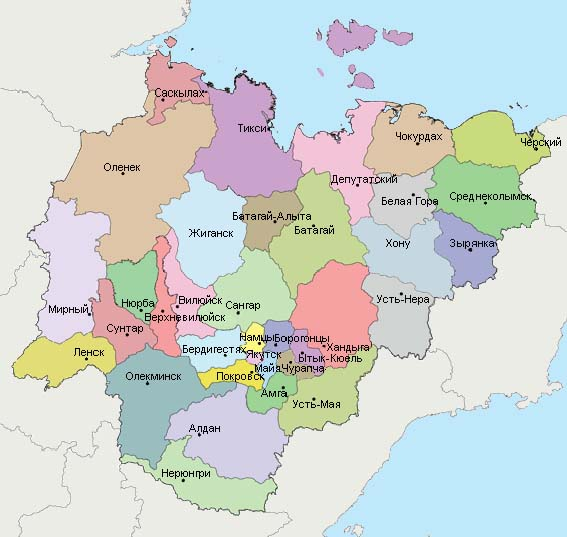 Саскылах
Тикси
Чокурдах
Черский
Оленек
Депутатский
Белая Гора
Среднеколымск
Батагай-Алыта
Батагай
Жиганск
Хону
Зырянка
Мирный
Нюрба
Вилюйск
Верхневилюйск
Сангар
Усть-Нера
Сунтар
Намцы
Борогонцы
Хандыга
Ленск
Бердигестях
Якутск
Ытык-Кюель
Майя
Чурапча
Олекминск
Покровск
Амга
Усть-Мая
Алдан
Нерюнгри